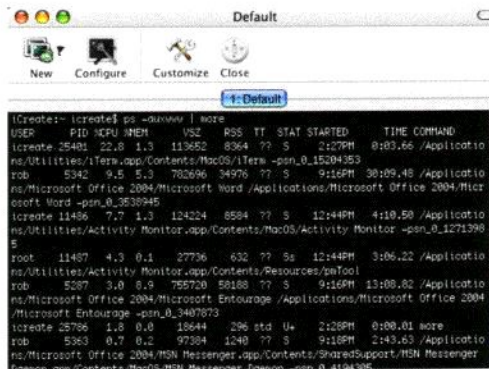 Default
New Configure Customize Close
1: Default
iCreate:~ icreate$ ps -auxwww | more
USER PID %CPU %MEM VSZ RSS TT STAT STARTED TIME COMMAND
icreate 25401 22.8 1.3 113652 8364 ?? S 2:27PM 0:03.66 /Applicatio
ns/Utilities/iTerm.app/Contents/MacOS/iTerm -psn_0_15204353
rob 5342 9.5 5.3 782696 34976 ?? S 9:16PM 30:09.48 /Applicatio
ns/Microsoft Office 2004/Microsoft Word /Applications/Microsoft Office 2004/Micr
osoft Word -psn_0_3538945
icreate 11486 7.7 1.3 124224 8584 ?? S 12:44PM 4:10.50 /Applicatio
ns/Utilities/Activity Monitor.app/Contents/MacOS/Activity Monitor -psn_0_1271398
5
root 11487 4.3 0.1 27736 632 ?? Ss 12:44PM 3:06.22 /Applicatio
ns/Utilities/Activity Monitor.app/Contents/Resources/pmTool
rob 5287 3.0 8.9 755720 58188 ?? S 9:16PM 13:08.82 /Applicatio
ns/Microsoft Office 2004/Microsoft Entourage /Applications/Microsoft Office 2004
/Microsoft Entourage -psn_0_3407873
icreate 25786 1.8 0.0 18644 296 std U+ 2:28PM 0:00.01 more
rob 5363 0.7 0.2 97384 1240 ?? S 9:18PM 2:43.63 /Applicatio
ns/Microsoft Office 2004/MSN Messenger.app/Contents/SharedSupport/MSN Messenger
Daemon.app/Contents/MacOS/MSN Messenger Daemon -psn_0_4194305